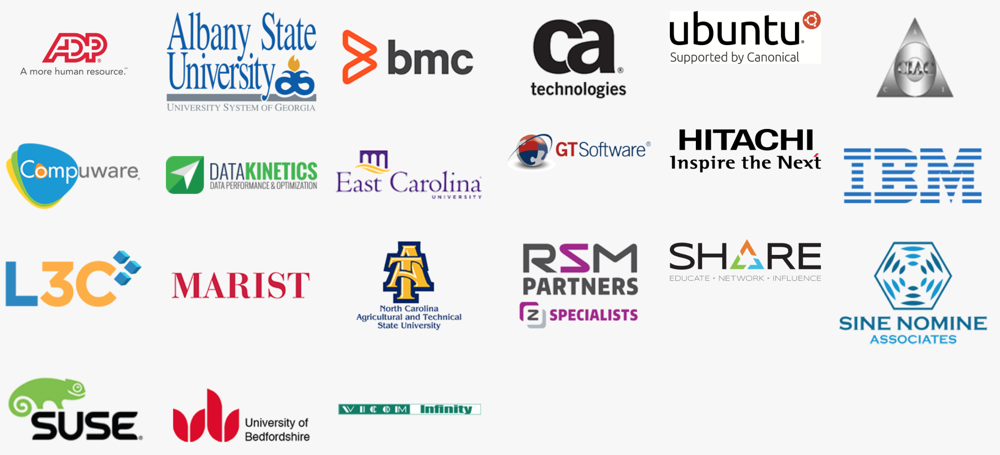 ADP®
A more human resource.℠
Albany State
University
UNIVERSITY SYSTEM OF GEORGIA
bmc
ca®
technologies
ubuntu®
Supported by Canonical
A
CIAC
C I
Compuware
DATAKINETICS
DATA PERFORMANCE & OPTIMIZATION
East Carolina
UNIVERSITY
GTSoftware®
HITACHI
Inspire the Next
IBM
L3C
MARIST
AT
North Carolina
Agricultural and Technical
State University
RSM
PARTNERS
Z SPECIALISTS
SHARE
EDUCATE · NETWORK · INFLUENCE
SINE NOMINE
ASSOCIATES
SUSE®
University of
Bedfordshire
VICOM Infinity